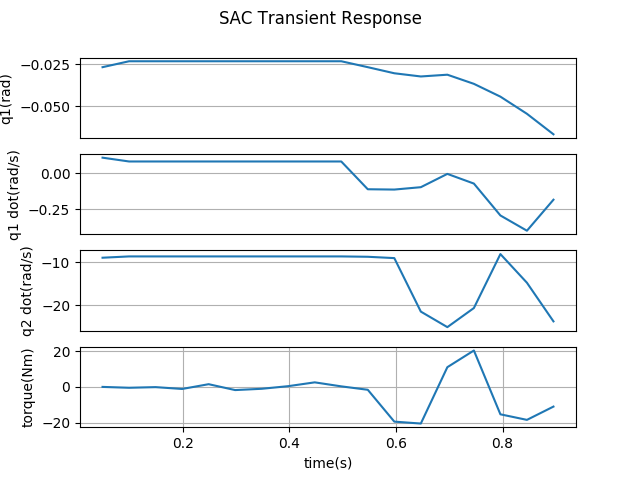 SAC Transient Response
−0.025
−0.050
q1(rad)
0.00
−0.25
q1 dot(rad/s)
−10
−20
q2 dot(rad/s)
20
0
−20
torque(Nm)
0.2 0.4 0.6 0.8
time(s)